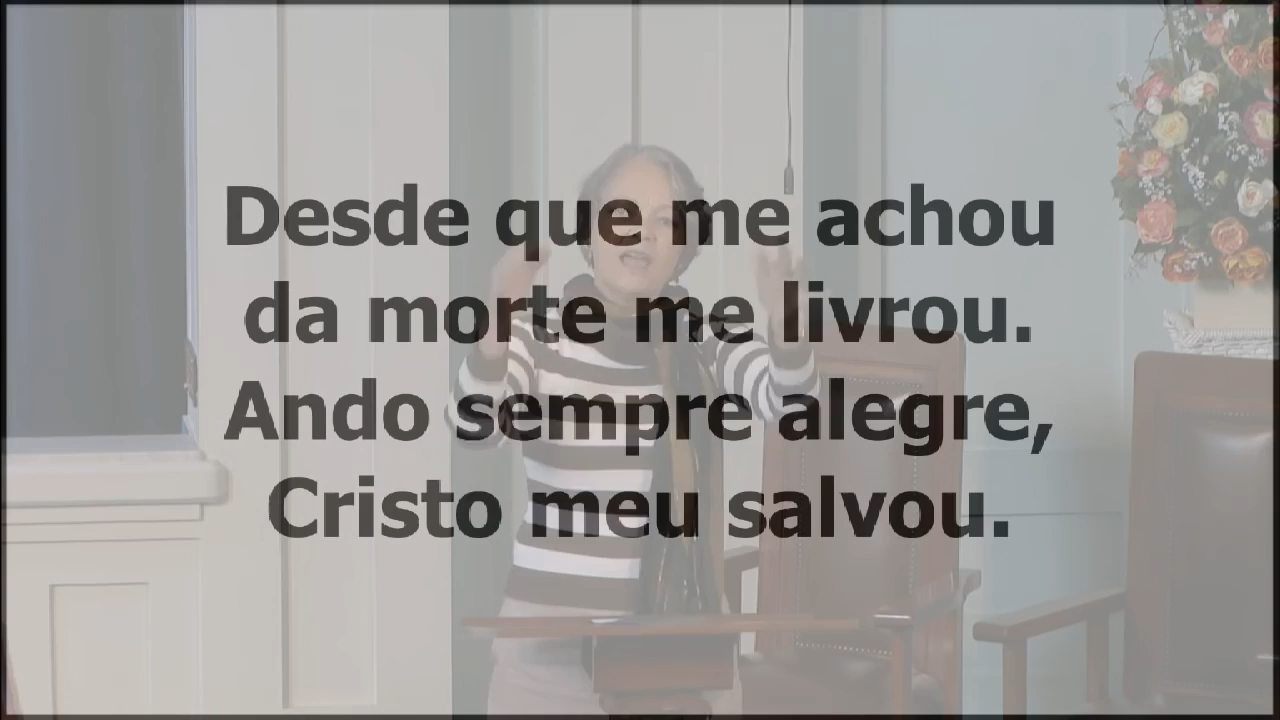 Desde que me achou
da morte me livrou.
Ando sempre alegre,
Cristo meu salvou.